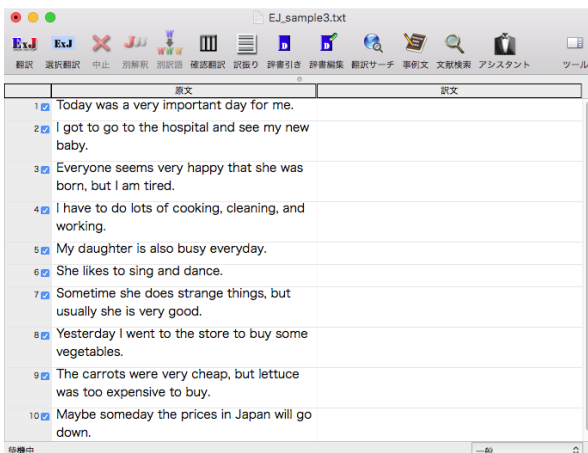 EJ_sample3.txt
ExJ ExJ
翻訳 選択翻訳 中止 別解釈 別訳語 確認翻訳 訳振り 辞書引き 辞書編集 翻訳サーチ 事例文 文献検索 アシスタント ツール
原文 訳文
1 Today was a very important day for me.
2 I got to go to the hospital and see my new
baby.
3 Everyone seems very happy that she was
born, but I am tired.
4 I have to do lots of cooking, cleaning, and
working.
5 My daughter is also busy everyday.
6 She likes to sing and dance.
7 Sometime she does strange things, but
usually she is very good.
8 Yesterday I went to the store to buy some
vegetables.
9 The carrots were very cheap, but lettuce
was too expensive to buy.
10 Maybe someday the prices in Japan will go
down.
待機中 一般